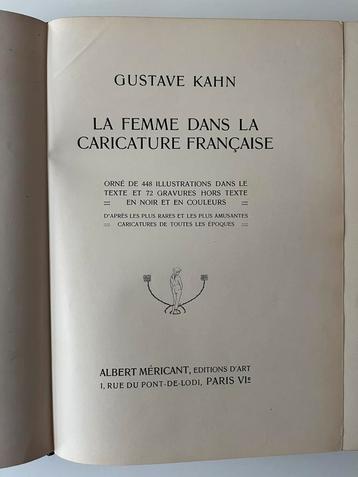 GUSTAVE KAHN
LA FEMME DANS LA
CARICATURE FRANÇAISE
ORNÉ DE 448 ILLUSTRATIONS DANS LE
TEXTE ET 72 GRAVURES HORS TEXTE
EN NOIR ET EN COULEURS
D'APRÈS LES PLUS RARES ET LES PLUS AMUSANTES
CARICATURES DE TOUTES LES ÉPOQUES
ALBERT MÉRICANT, EDITIONS D'ART
1, RUE DU PONT-DE-LODI, PARIS VIe